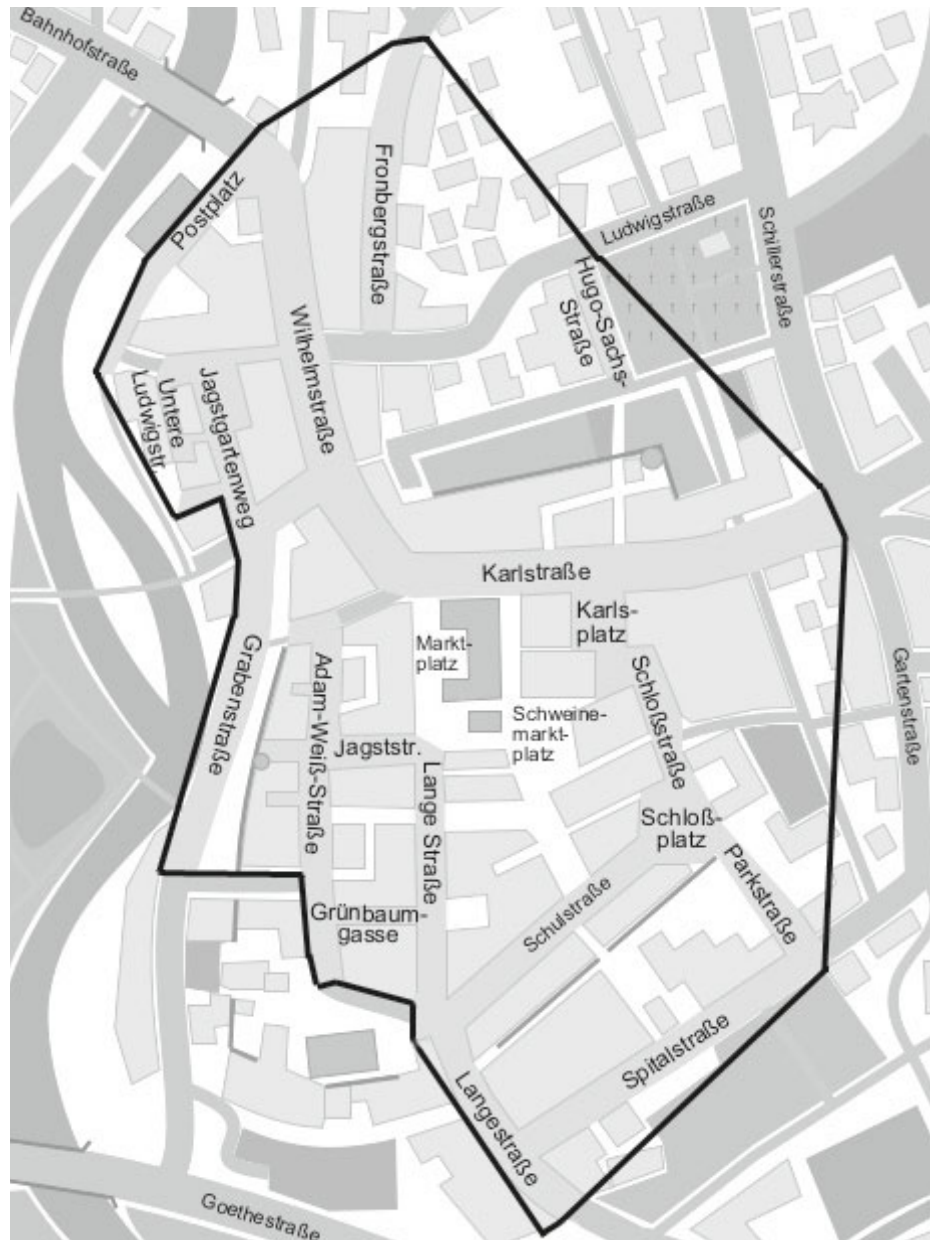 Bahnhofstraße
Postplatz
Fronbergstraße
Ludwigstraße
Schillerstraße
Hugo-Sachs-
Straße
Wilhelmstraße
Jagstgartenweg
Untere
Ludwigstr.
Karlstraße
Karls-
platz
Markt-
platz
Grabenstraße
Adam-Weiß-Straße
Schloßstraße
Gartenstraße
Schweine-
markt-
platz
Jagststr.
Lange Straße
Schloß-
platz
Parkstraße
Grünbaum-
gasse
Schulstraße
Spitalstraße
Langestraße
Goethestraße